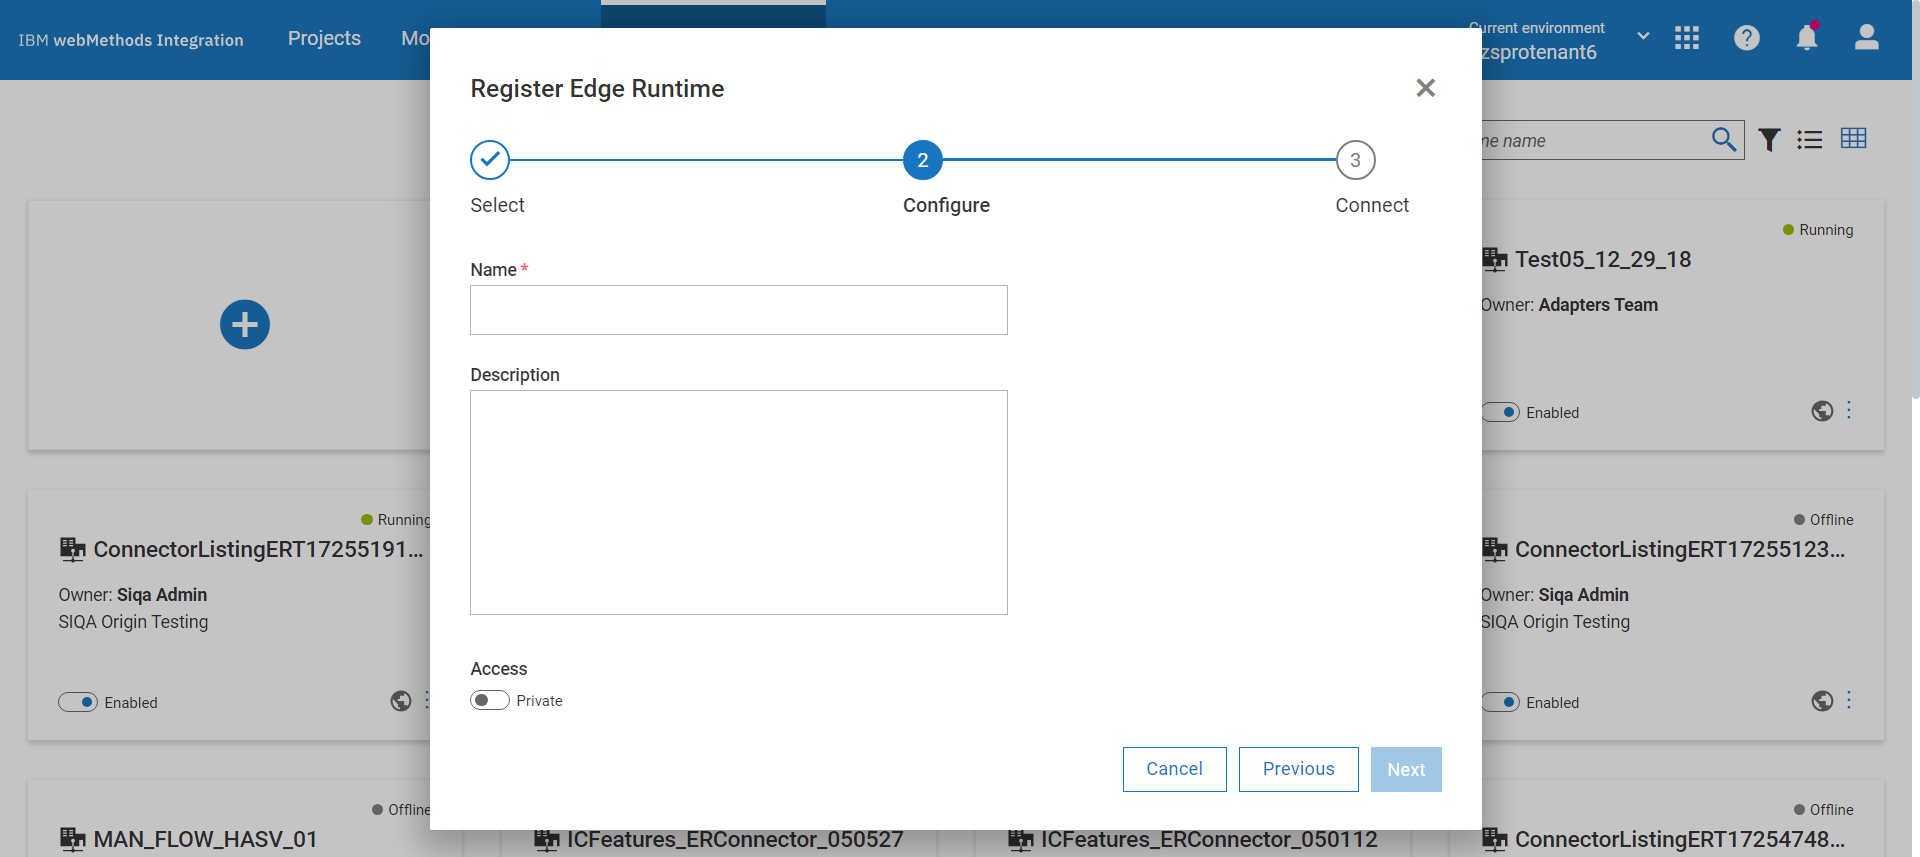 IBM webMethods Integration
Projects
Mo
Current environment
zsprotenant6
Register Edge Runtime
2
3
Select
Configure
Connect
me name
Name *
Description
Access
Private
Cancel
Previous
Next
Running
Test05_12_29_18
Owner: Adapters Team
Enabled
Running
ConnectorListingERT17255191...
Owner: Siqa Admin
SIQA Origin Testing
Enabled
Offline
ConnectorListingERT17255123...
Owner: Siqa Admin
SIQA Origin Testing
Enabled
Offline
MAN_FLOW_HASV_01
ICFeatures_ERConnector_050527
ICFeatures_ERConnector_050112
Offline
ConnectorListingERT17254748...